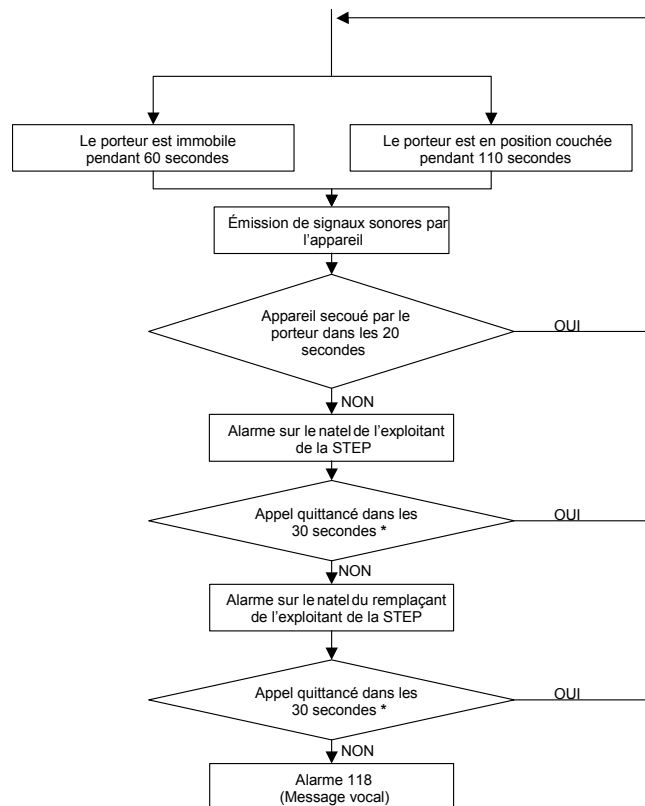 Le porteur est immobile
pendant 60 secondes
Le porteur est en position couchée
pendant 110 secondes
Émission de signaux sonores par
l'appareil
Appareil secoué par le
porteur dans les 20
secondes
OUI
NON
Alarme sur le natel de l'exploitant
de la STEP
Appel quittancé dans les
30 secondes *
OUI
NON
Alarme sur le natel du remplaçant
de l'exploitant de la STEP
Appel quittancé dans les
30 secondes *
OUI
NON
Alarme 118
(Message vocal)